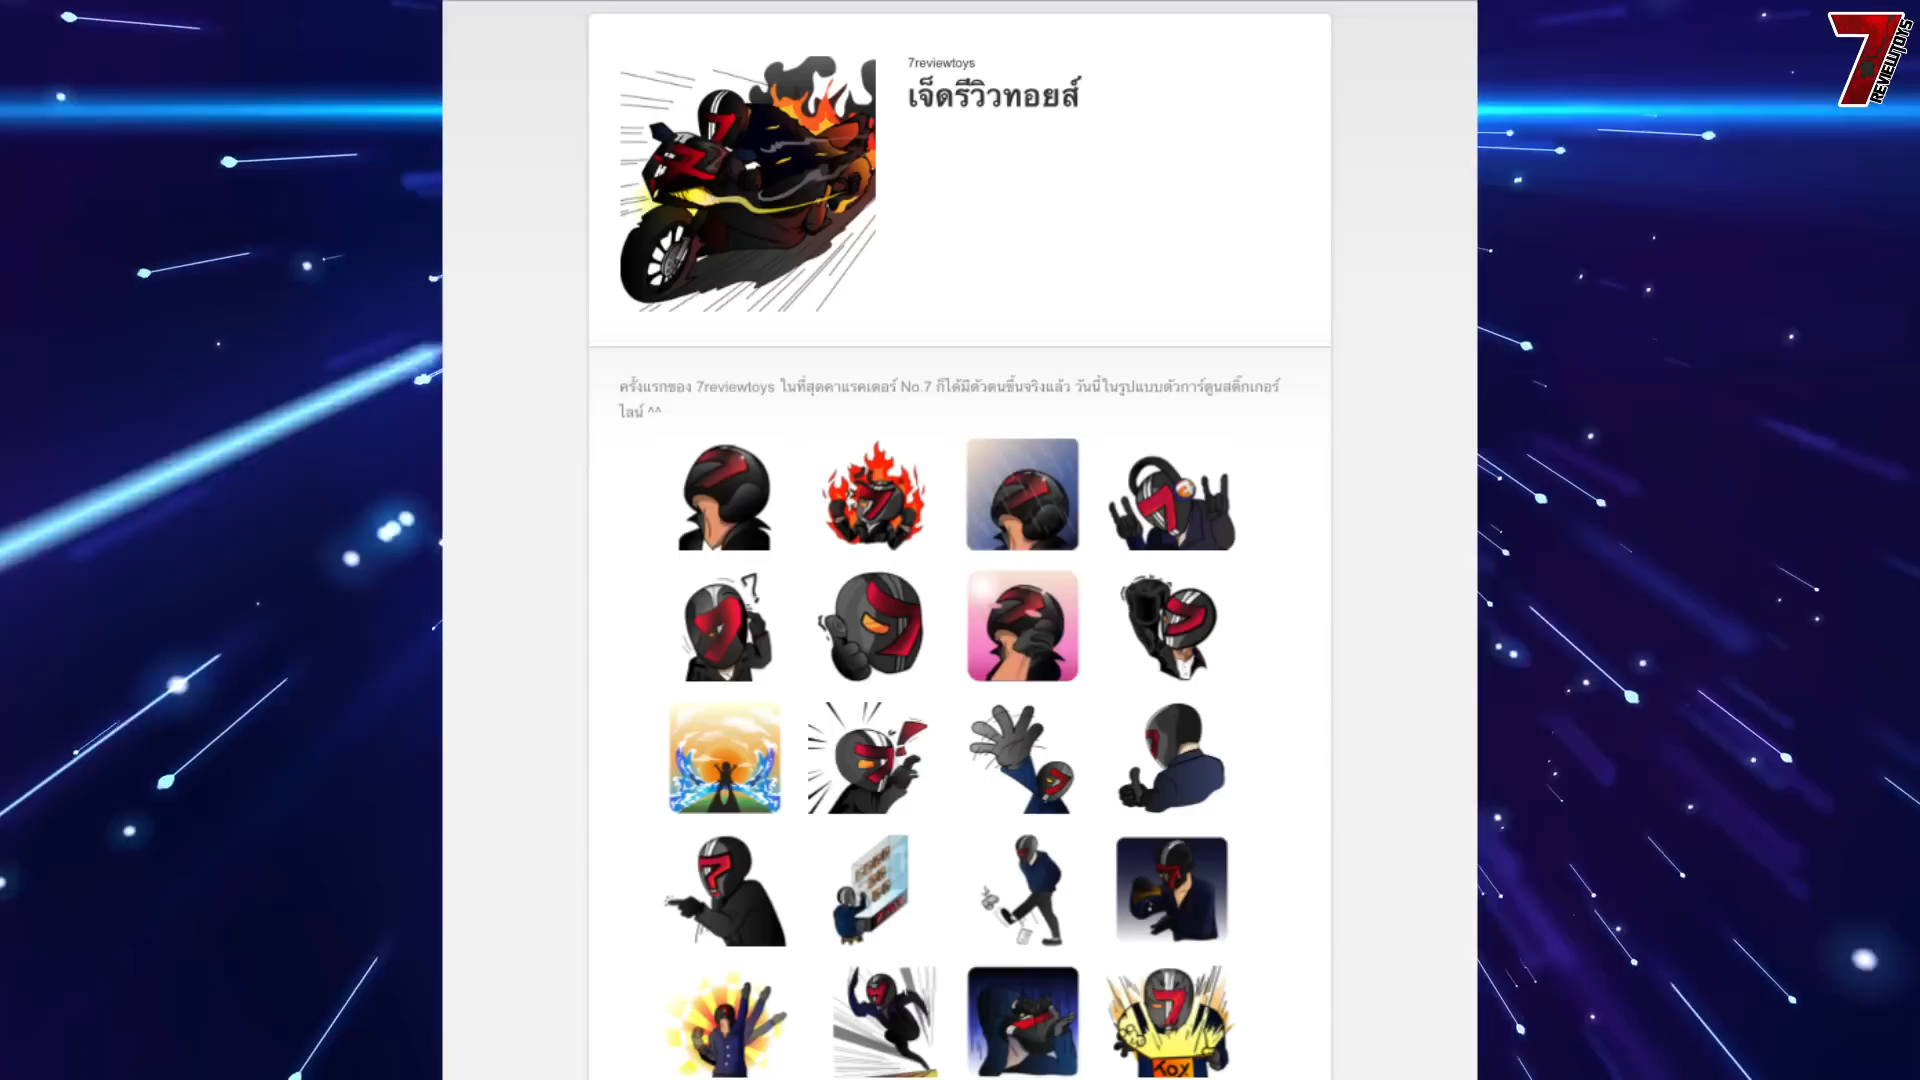 7reviewtoys
เจ็ดรีวิวทอยส์
ครั้งแรกของ 7reviewtoys ในที่สุดคาแรคเตอร์ No.7 ก็ได้มีตัวตนขึ้นจริงแล้ว วันนี้ในรูปแบบตัวการ์ตูนสติ๊กเกอร์
ไลน์ ^^
7 REVIEWTOYS
TOY